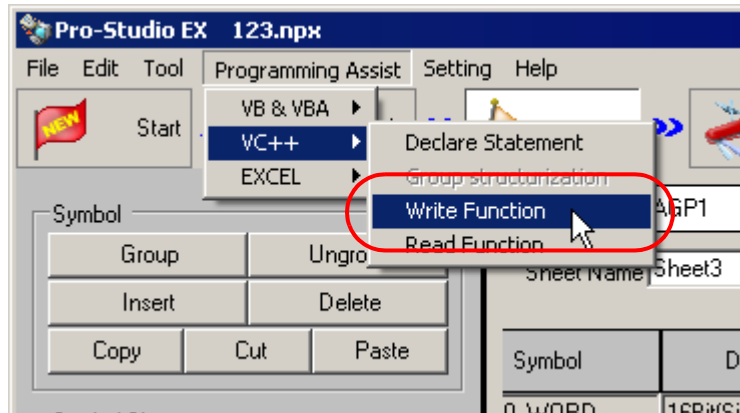 Pro-Studio EX 123.npx
File Edit Tool Programming Assist Setting Help
NEW
Start
VB & VBA
VC++
EXCEL
Declare Statement
Group structurization
Write Function
Read Function
AGP1
Sheet Name Sheet3
Symbol
Group
Insert Delete
Copy Cut Paste
Symbol
0 WORD